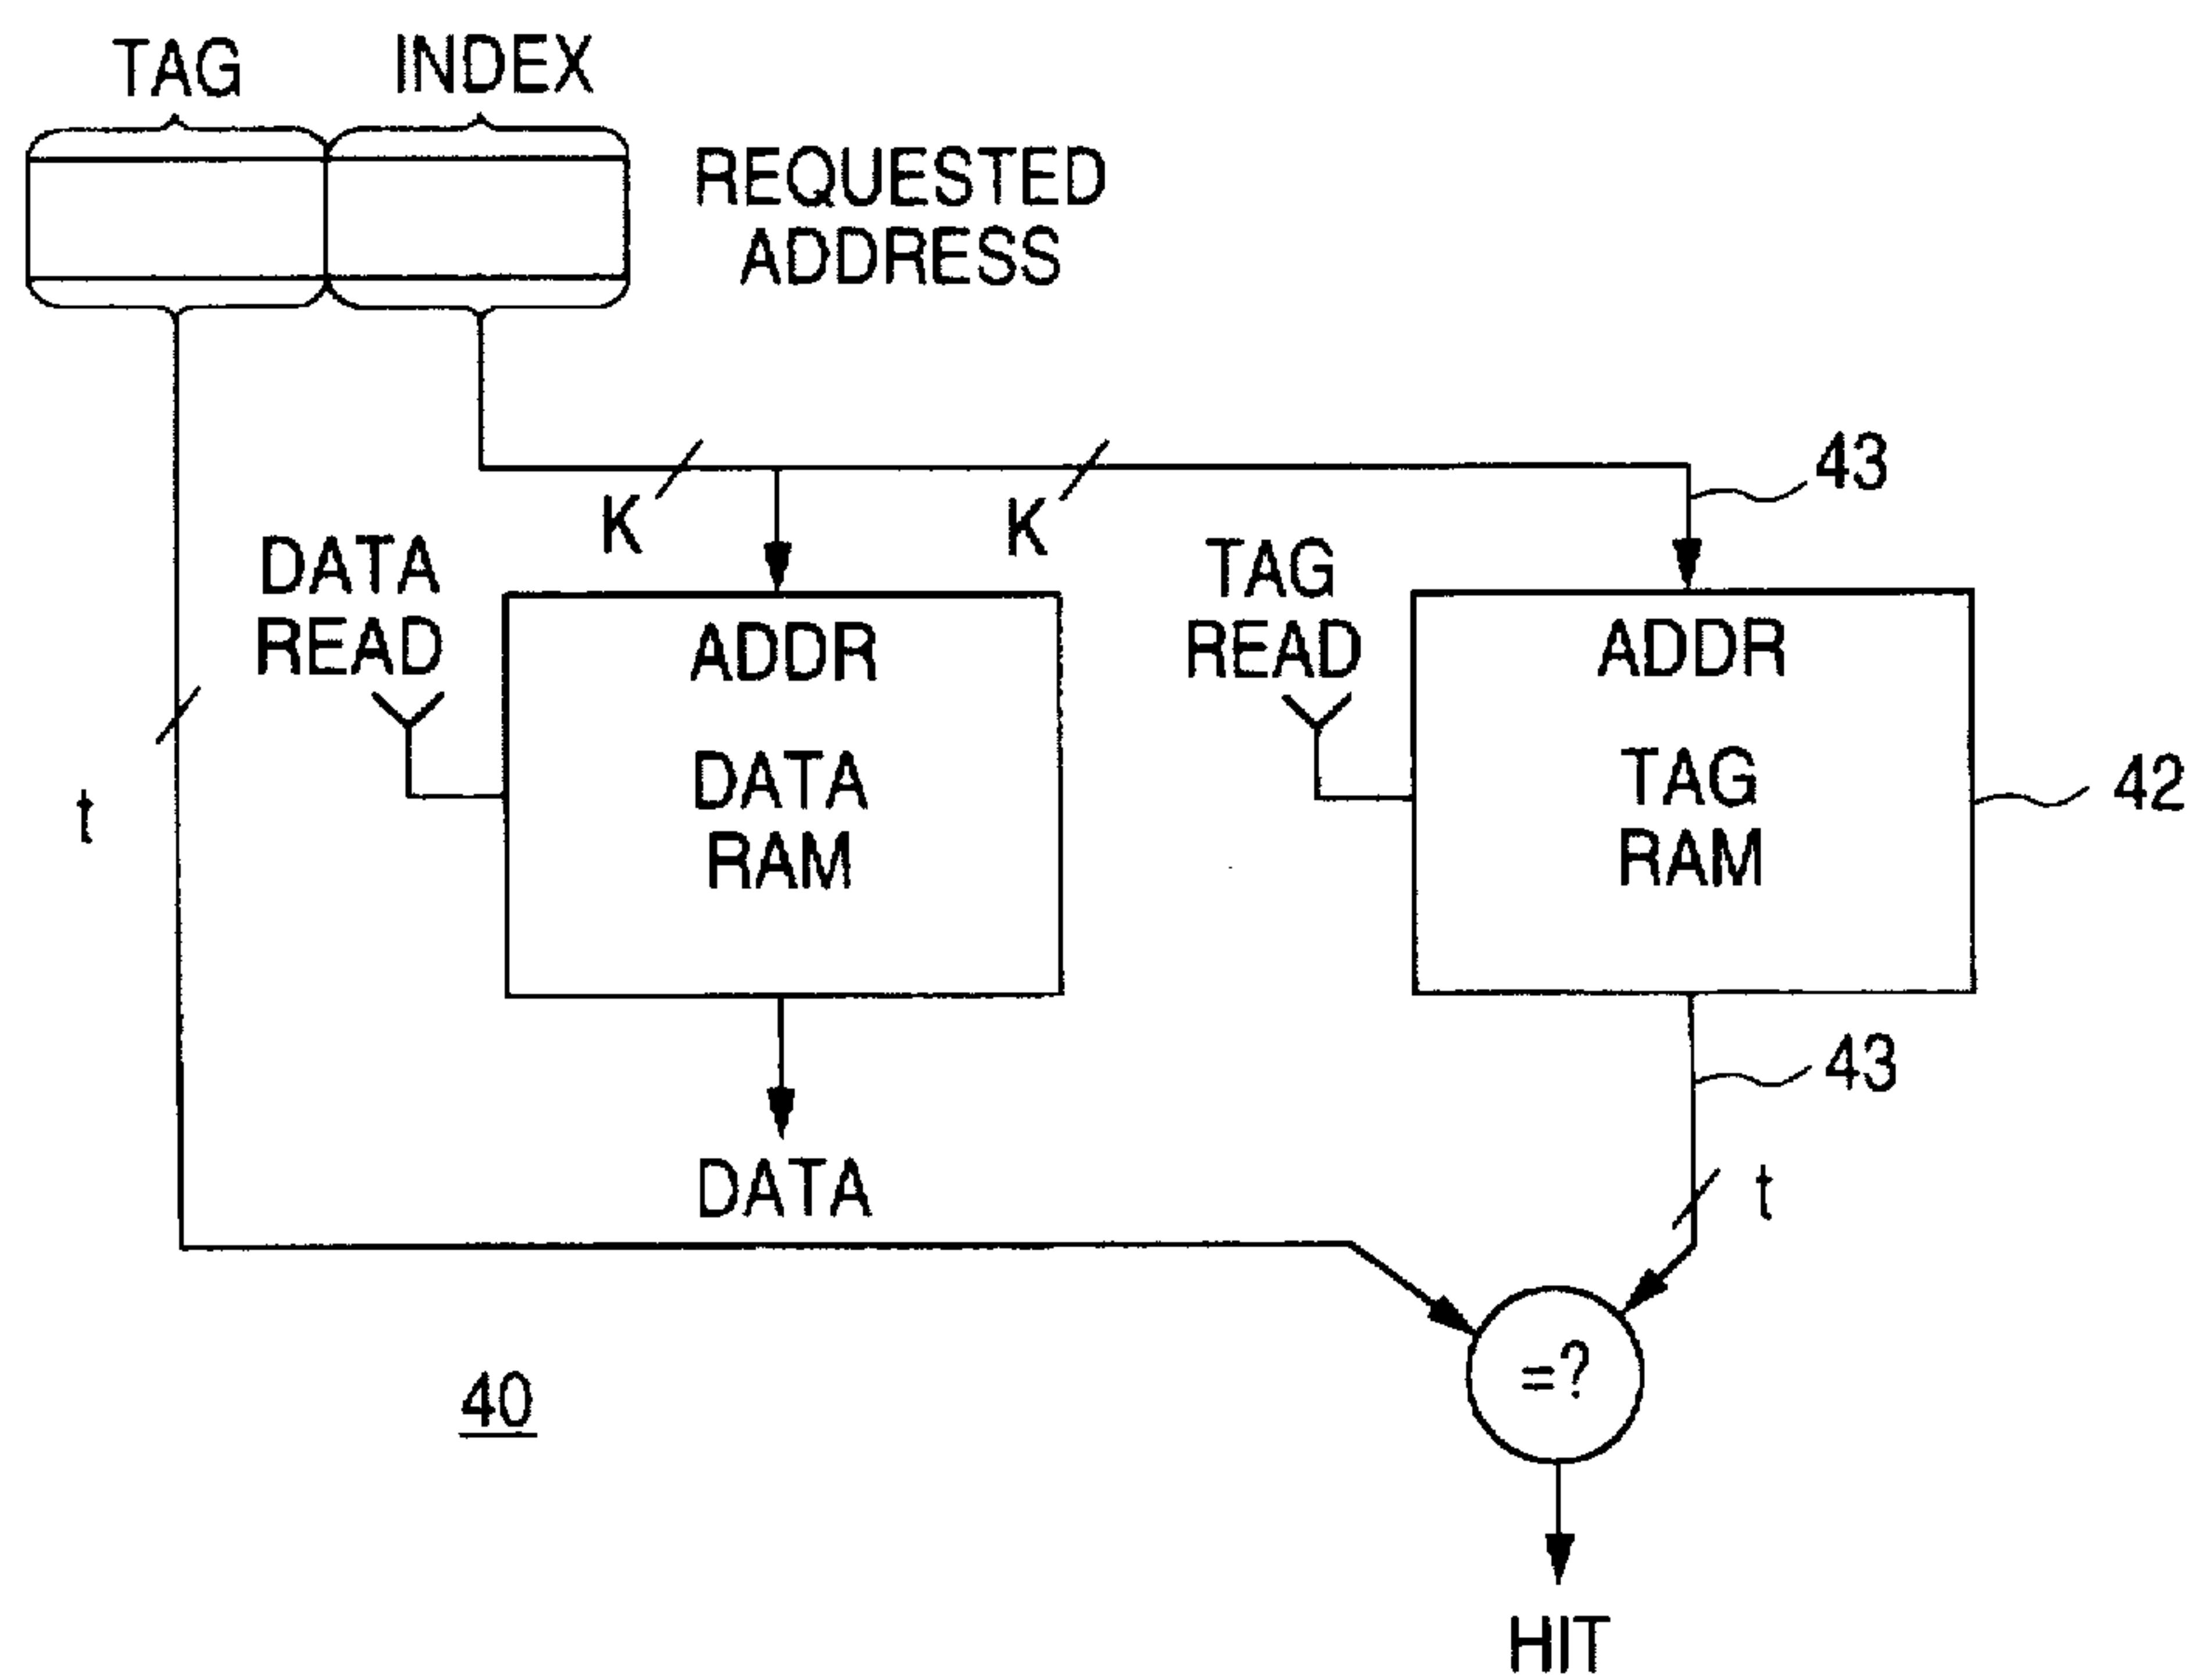 TAG
INDEX
REQUESTED
ADDRESS
43
K
K
DATA
READ
TAG
READ
ADDR
ADDR
DATA
RAM
TAG
RAM
42
t
43
DATA
t
=?
40
HIT